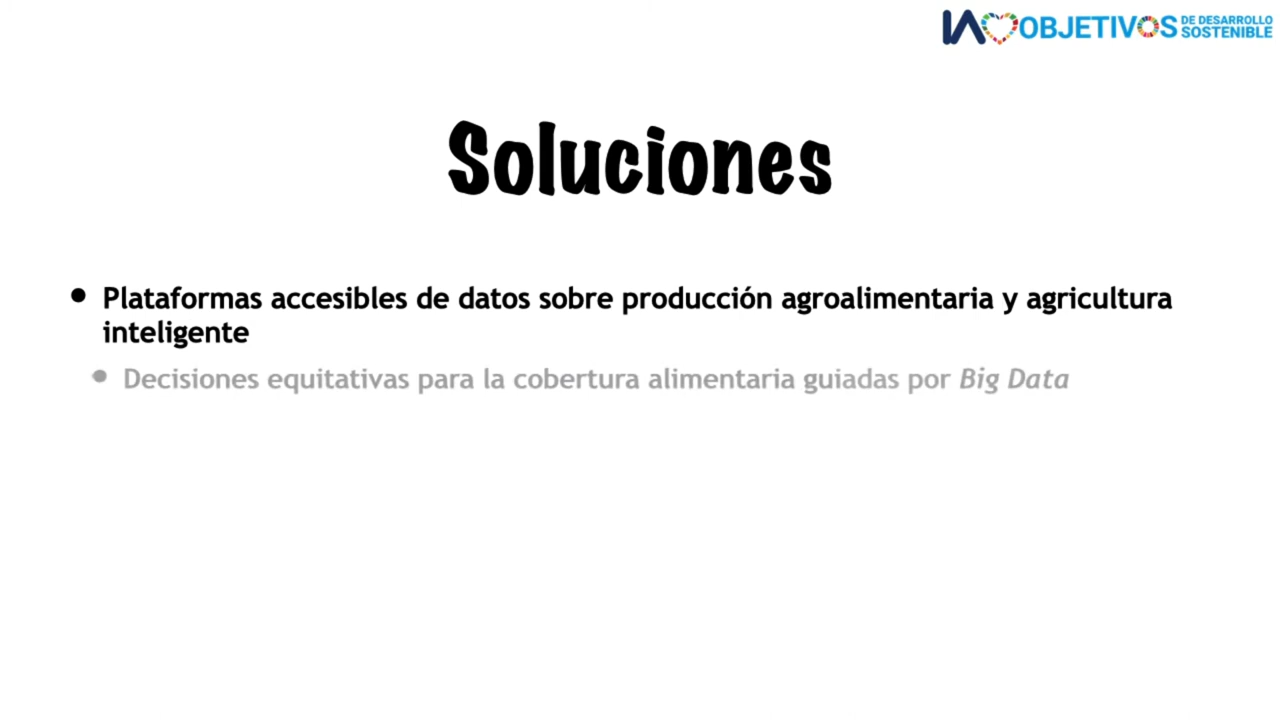 IA OBJETIVOS DE DESARROLLO SOSTENIBLE
Soluciones
• Plataformas accesibles de datos sobre producción agroalimentaria y agricultura
inteligente
• Decisiones equitativas para la cobertura alimentaria guiadas por Big Data